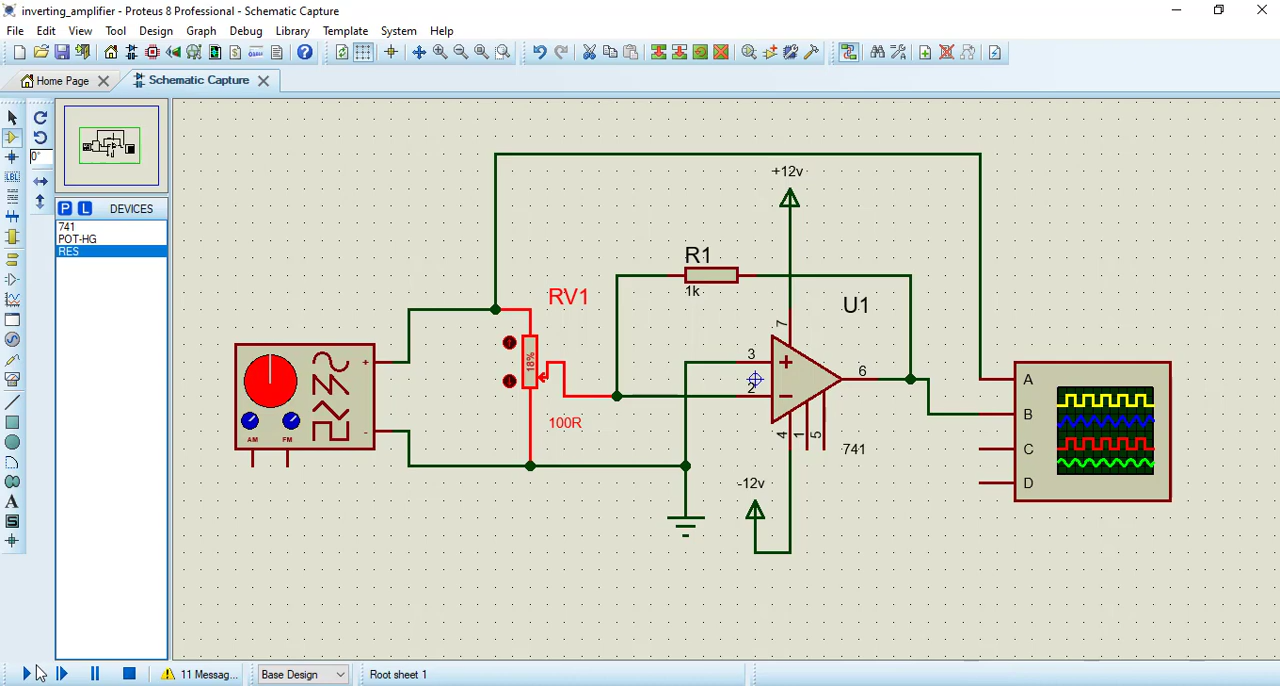 inverting_amplifier - Proteus 8 Professional - Schematic Capture
File Edit View Tool Design Graph Debug Library Template System Help
Home Page Schematic Capture
0°
P L DEVICES
741
POT-HG
RES
LBL
A
S
+12v
R1
1k
RV1
18%
100R
U1
7
3
2
6
4
1
5
741
-12v
+
-
AM FM
A
B
C
D
11 Messag... Base Design Root sheet 1